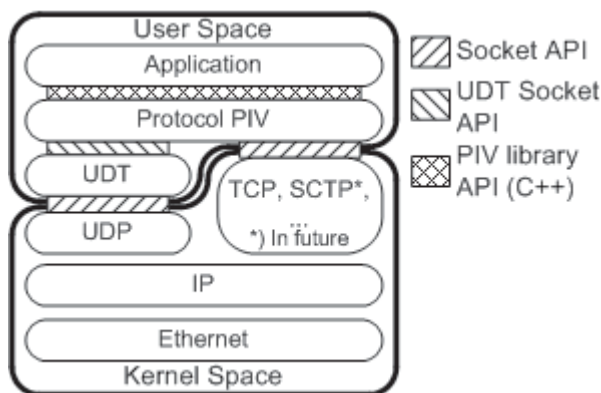 User Space
Application
Protocol PIV
UDT
UDP
TCP, SCTP*,
...
*) In future
IP
Ethernet
Kernel Space
Socket API
UDT Socket
API
PIV library
API (C++)